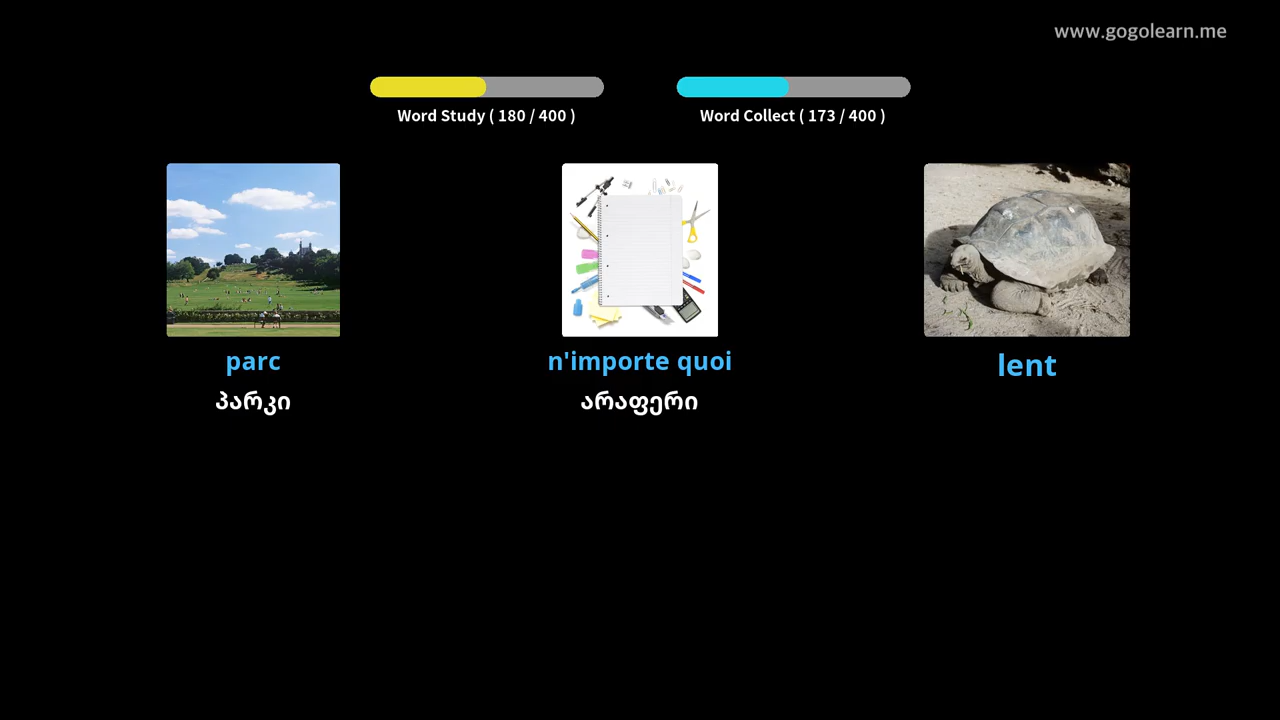 www.gogolearn.me
Word Study ( 180 / 400 )
Word Collect ( 173 / 400 )
parc
პარკი
n'importe quoi
არაფერი
lent